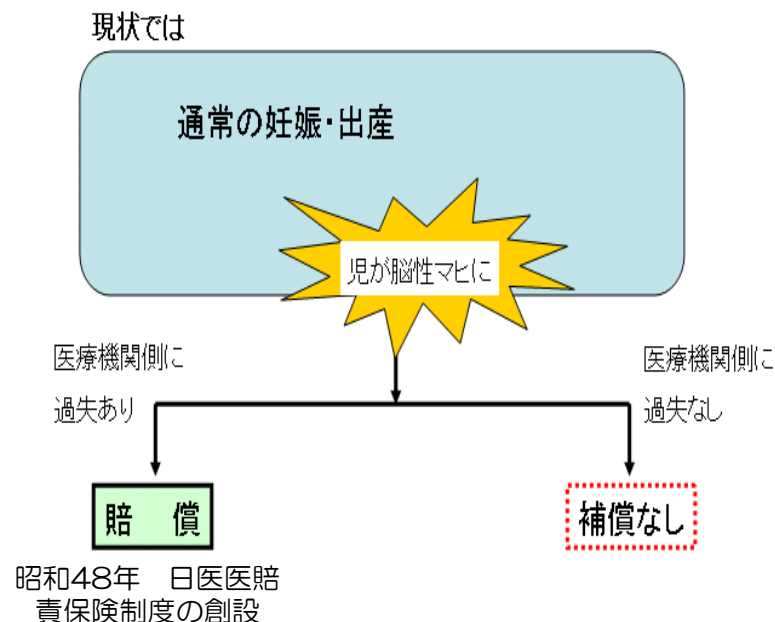 現状では
通常の妊娠・出産
児が脳性マヒに
医療機関側に
過失あり
医療機関側に
過失なし
賠　償
補償なし
昭和48年　日医医賠
責保険制度の創設